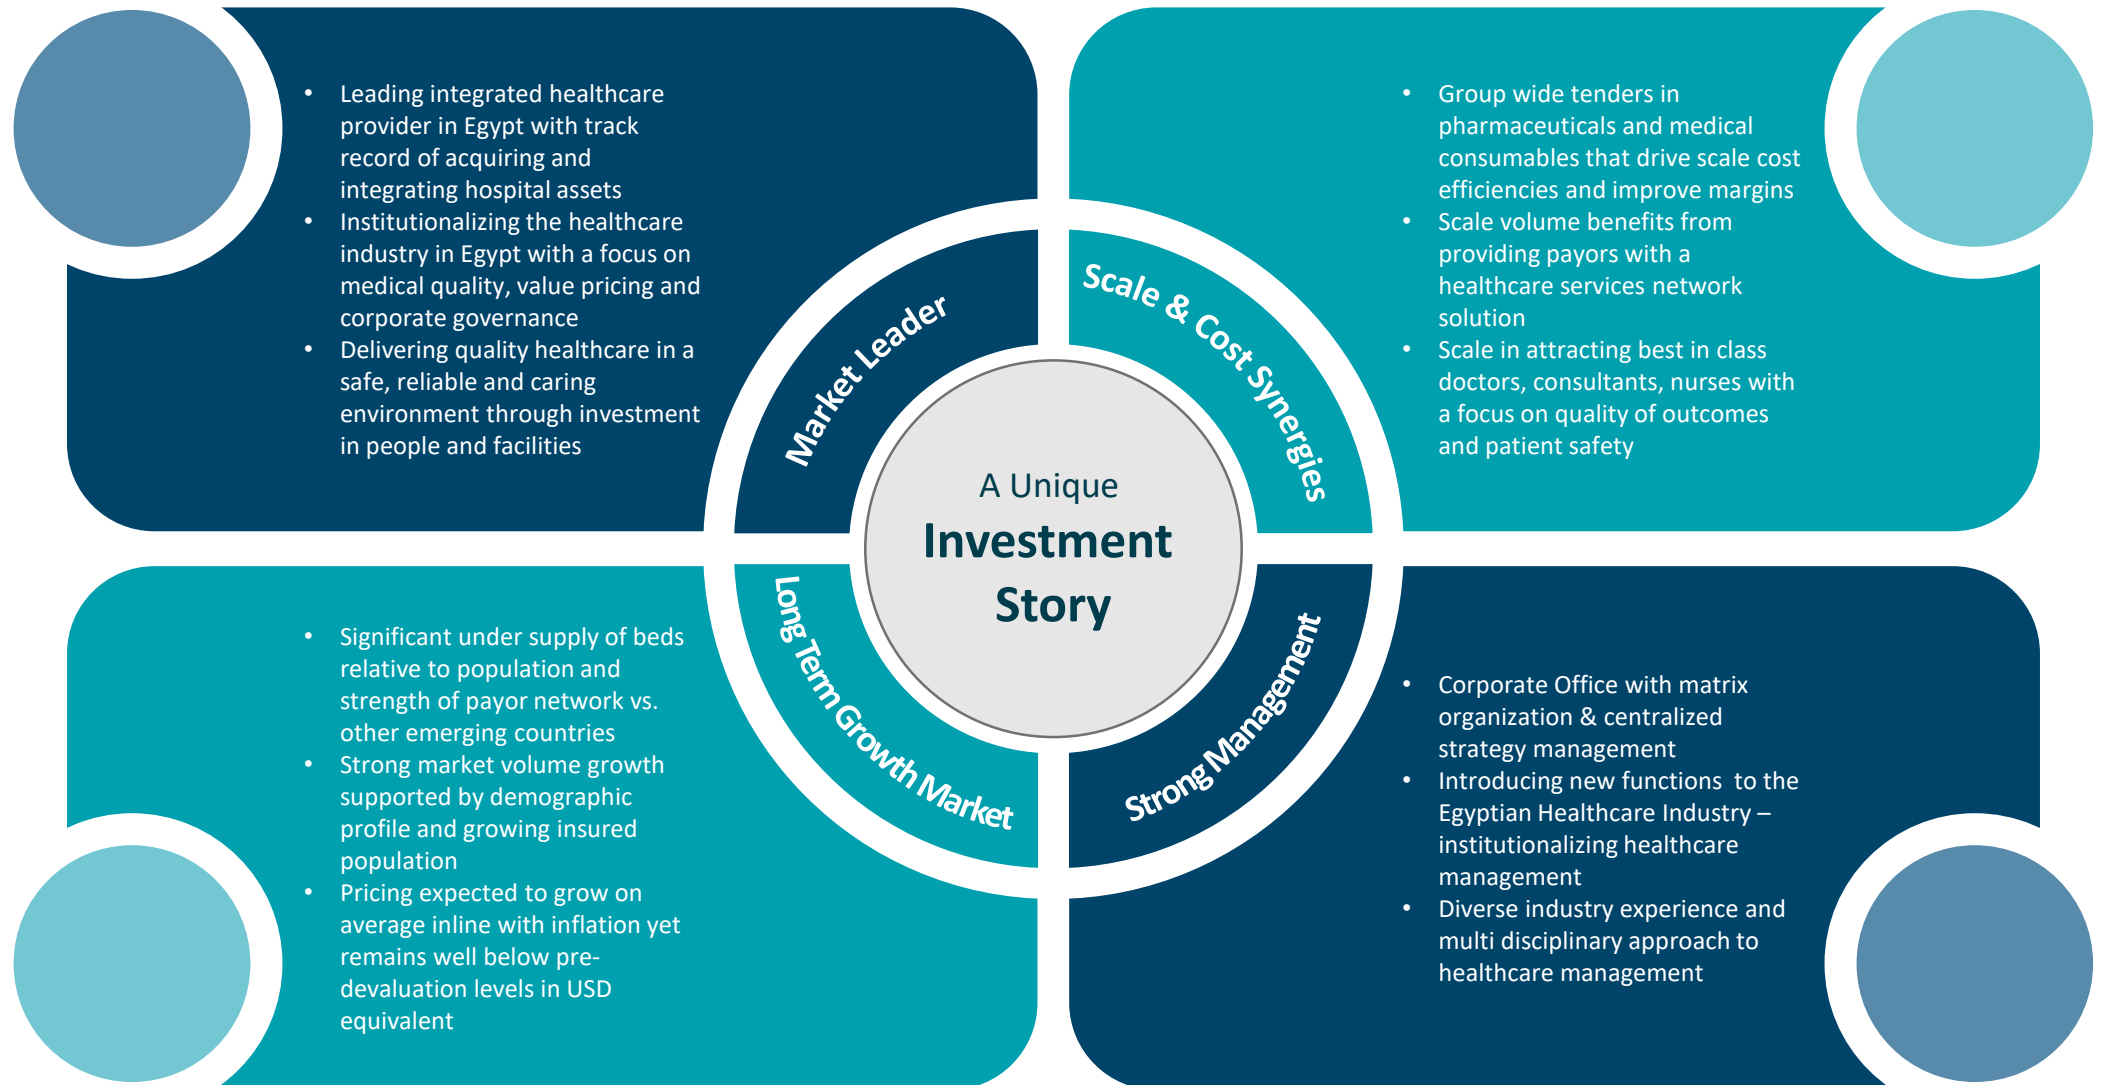 • Leading integrated healthcare
provider in Egypt with track
record of acquiring and
integrating hospital assets
• Institutionalizing the healthcare
industry in Egypt with a focus on
medical quality, value pricing and
corporate governance
• Delivering quality healthcare in a
safe, reliable and caring
environment through investment
in people and facilities
• Group wide tenders in
pharmaceuticals and medical
consumables that drive scale cost
efficiencies and improve margins
• Scale volume benefits from
providing payors with a
healthcare services network
solution
• Scale in attracting best in class
doctors, consultants, nurses with
a focus on quality of outcomes
and patient safety
Market Leader
Scale & Cost Synergies
A Unique
Investment
Story
Long Term Growth Market
Strong Management
• Significant under supply of beds
relative to population and
strength of payor network vs.
other emerging countries
• Strong market volume growth
supported by demographic
profile and growing insured
population
• Pricing expected to grow on
average inline with inflation yet
remains well below pre-
devaluation levels in USD
equivalent
• Corporate Office with matrix
organization & centralized
strategy management
• Introducing new functions  to the
Egyptian Healthcare Industry –
institutionalizing healthcare
management
• Diverse industry experience and
multi disciplinary approach to
healthcare management